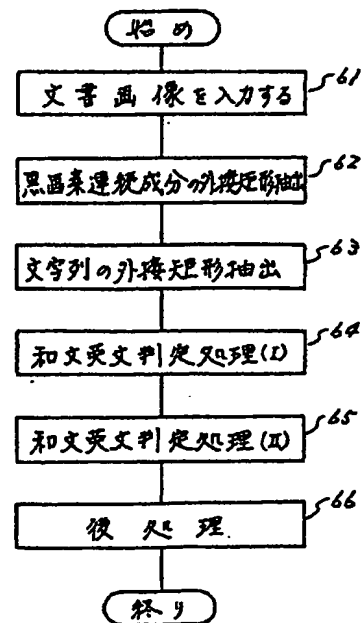 始め
文書画像を入力する
61
黒画素連続成分の外接矩形抽出
62
文字列の外接矩形抽出
63
和文英文判定処理(I)
64
和文英文判定処理(II)
65
後処理
66
終り